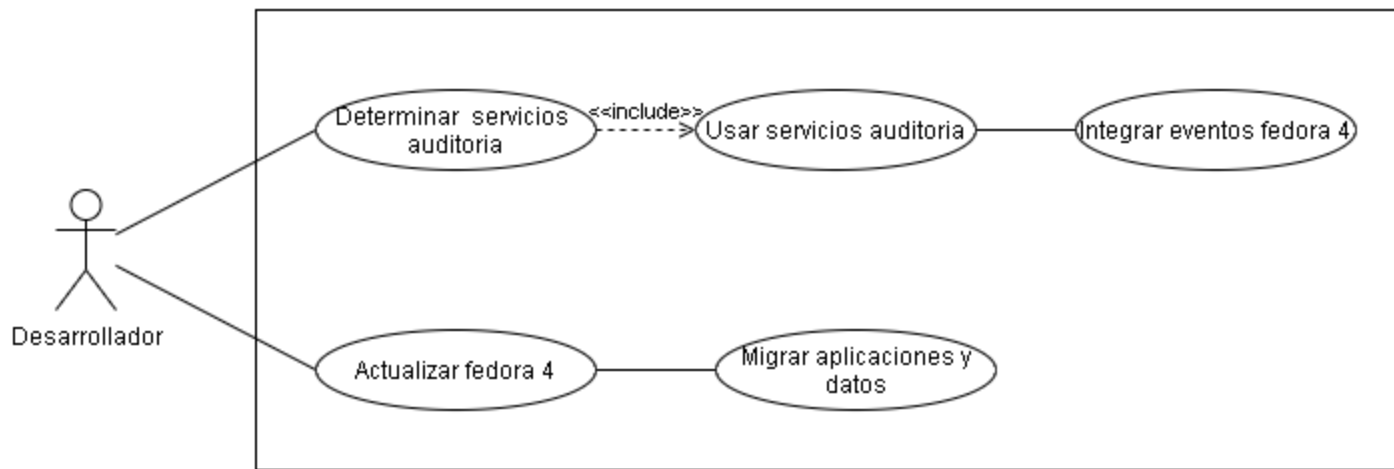 Determinar servicios
auditoria
<<include>>
Usar servicios auditoria
Integrar eventos fedora 4
Desarrollador
Actualizar fedora 4
Migrar aplicaciones y
datos